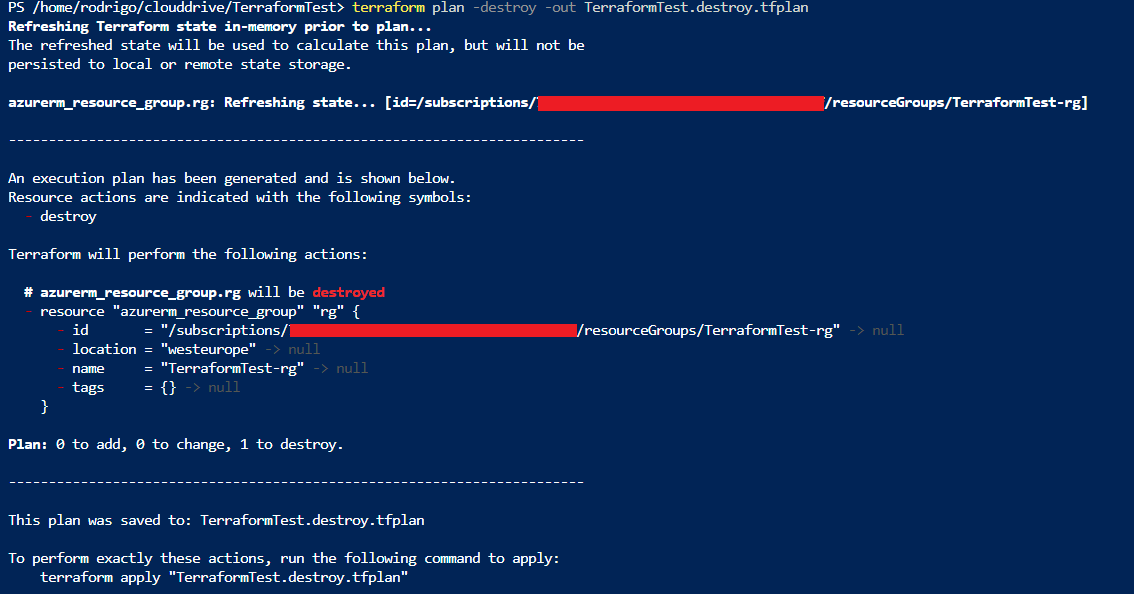 PS /home/rodrigo/clouddrive/TerraformTest> terraform plan -destroy -out TerraformTest.destroy.tfplan
Refreshing Terraform state in-memory prior to plan...
The refreshed state will be used to calculate this plan, but will not be
persisted to local or remote state storage.

azurerm_resource_group.rg: Refreshing state... [id=/subscriptions/ /resourceGroups/TerraformTest-rg]

------------------------------------------------------------------------

An execution plan has been generated and is shown below.
Resource actions are indicated with the following symbols:
  - destroy

Terraform will perform the following actions:

  # azurerm_resource_group.rg will be destroyed
  - resource "azurerm_resource_group" "rg" {
      - id       = "/subscriptions/ /resourceGroups/TerraformTest-rg" -> null
      - location = "westeurope" -> null
      - name     = "TerraformTest-rg" -> null
      - tags     = {} -> null
    }

Plan: 0 to add, 0 to change, 1 to destroy.

------------------------------------------------------------------------

This plan was saved to: TerraformTest.destroy.tfplan

To perform exactly these actions, run the following command to apply:
    terraform apply "TerraformTest.destroy.tfplan"